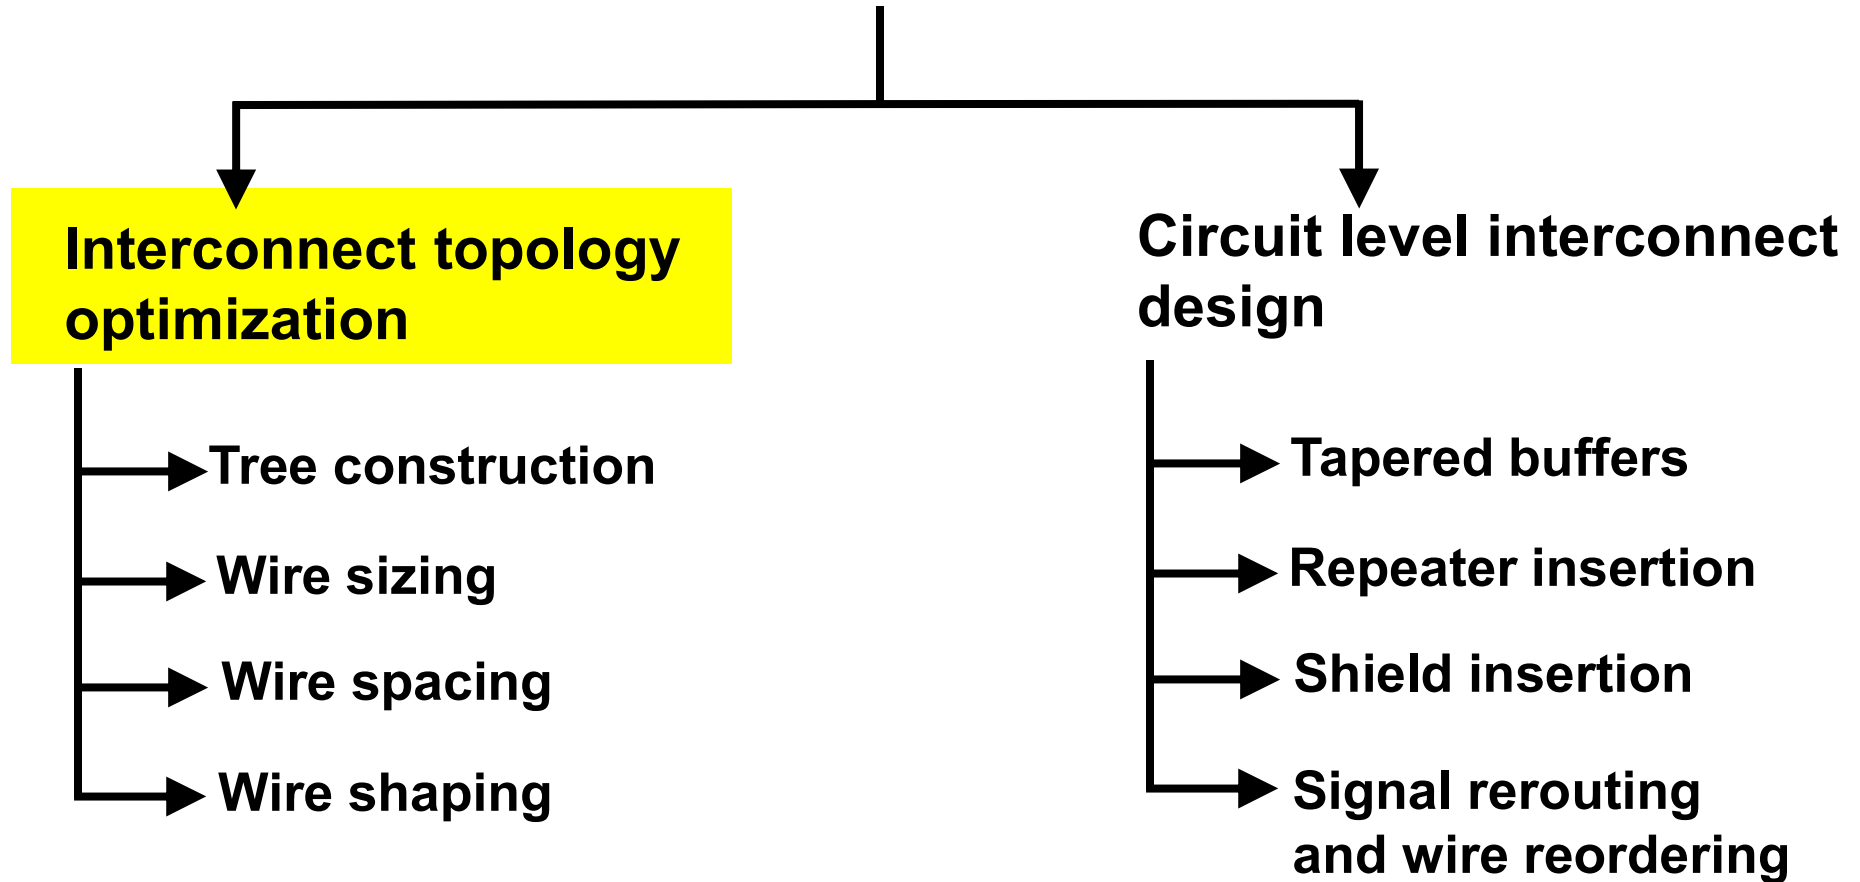 Interconnect topology
optimization
Tree construction
Wire sizing
Wire spacing
Wire shaping
Circuit level interconnect
design
Tapered buffers
Repeater insertion
Shield insertion
Signal rerouting
and wire reordering